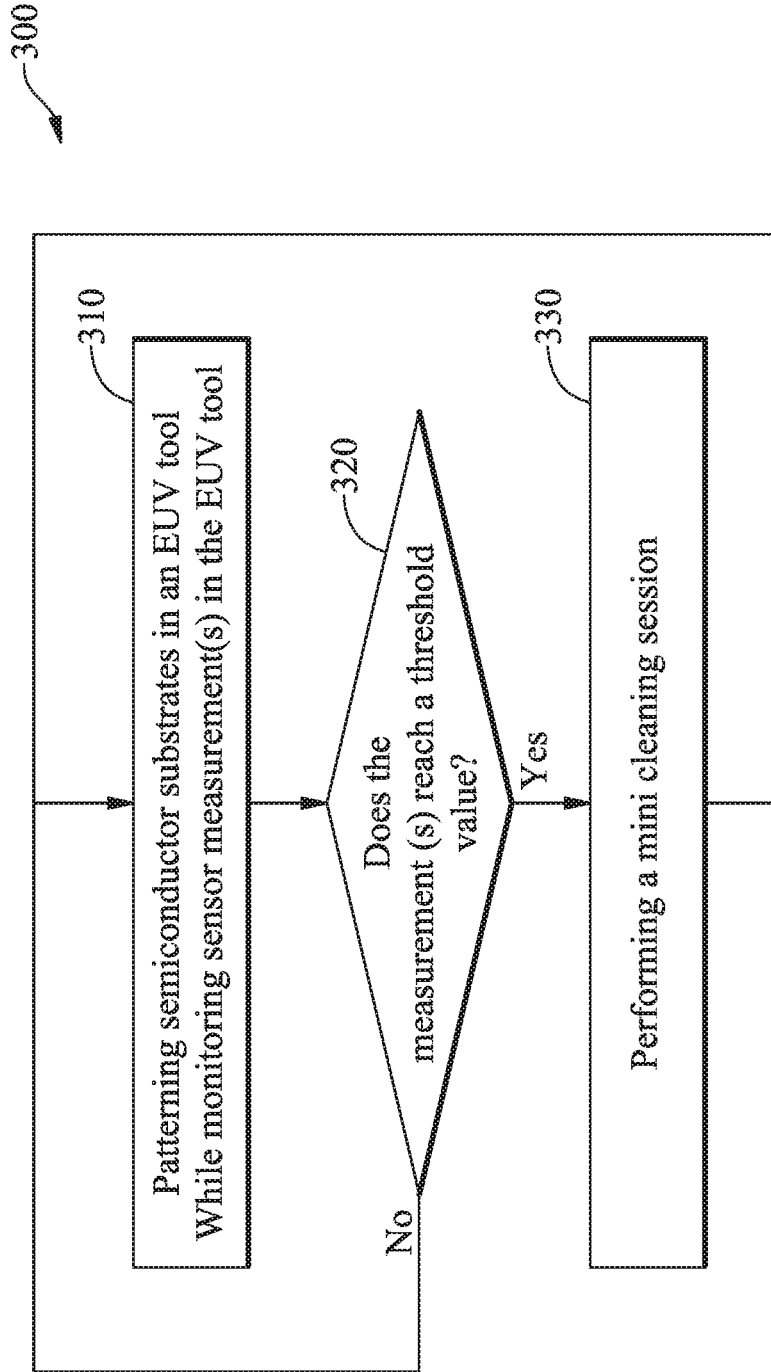 300
310
Patterning semiconductor substrates in an EUV tool
While monitoring sensor measurement(s) in the EUV tool
320
Does the
measurement (s) reach a threshold
value?
No
Yes
330
Performing a mini cleaning session